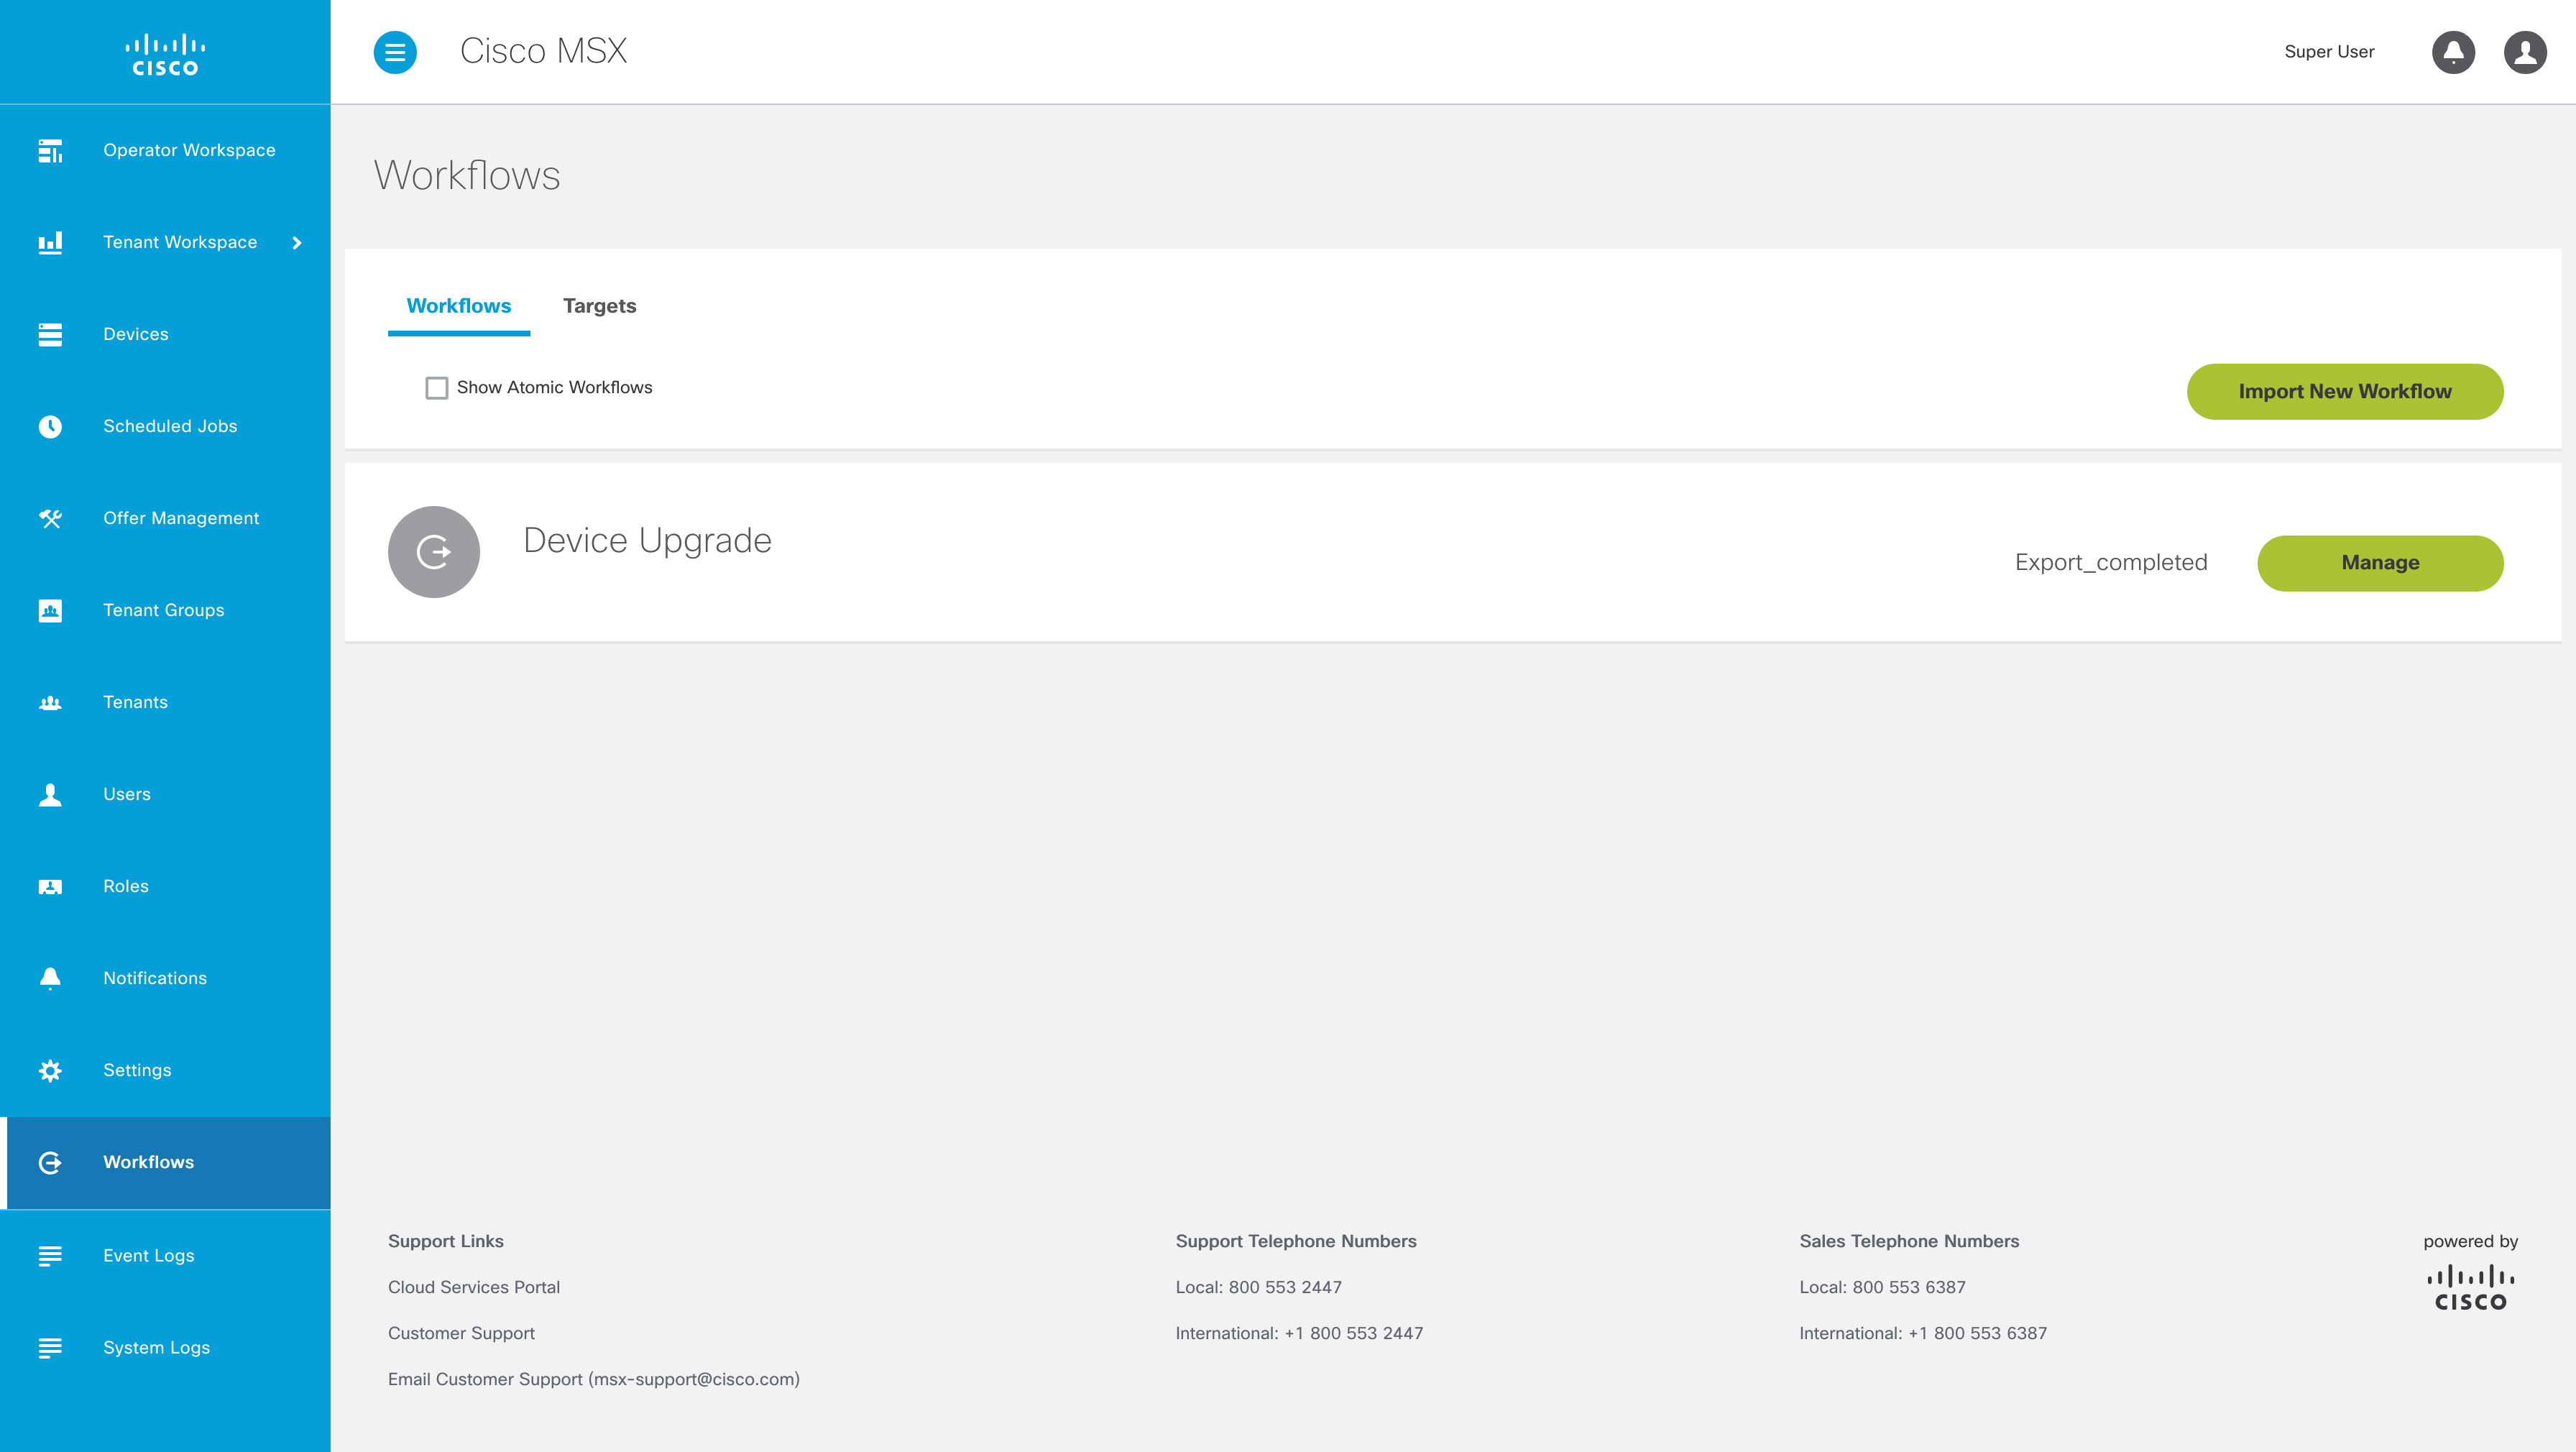 CISCO
Cisco MSX
Super User
Operator Workspace
Tenant Workspace
Devices
Scheduled Jobs
Offer Management
Tenant Groups
Tenants
Users
Roles
Notifications
Settings
Workflows
Event Logs
System Logs
Workflows
Workflows Targets
Show Atomic Workflows
Import New Workflow
Device Upgrade
Export_completed
Manage
Support Links
Cloud Services Portal
Customer Support
Email Customer Support (msx-support@cisco.com)
Support Telephone Numbers
Local: 800 553 2447
International: +1 800 553 2447
Sales Telephone Numbers
Local: 800 553 6387
International: +1 800 553 6387
powered by
CISCO